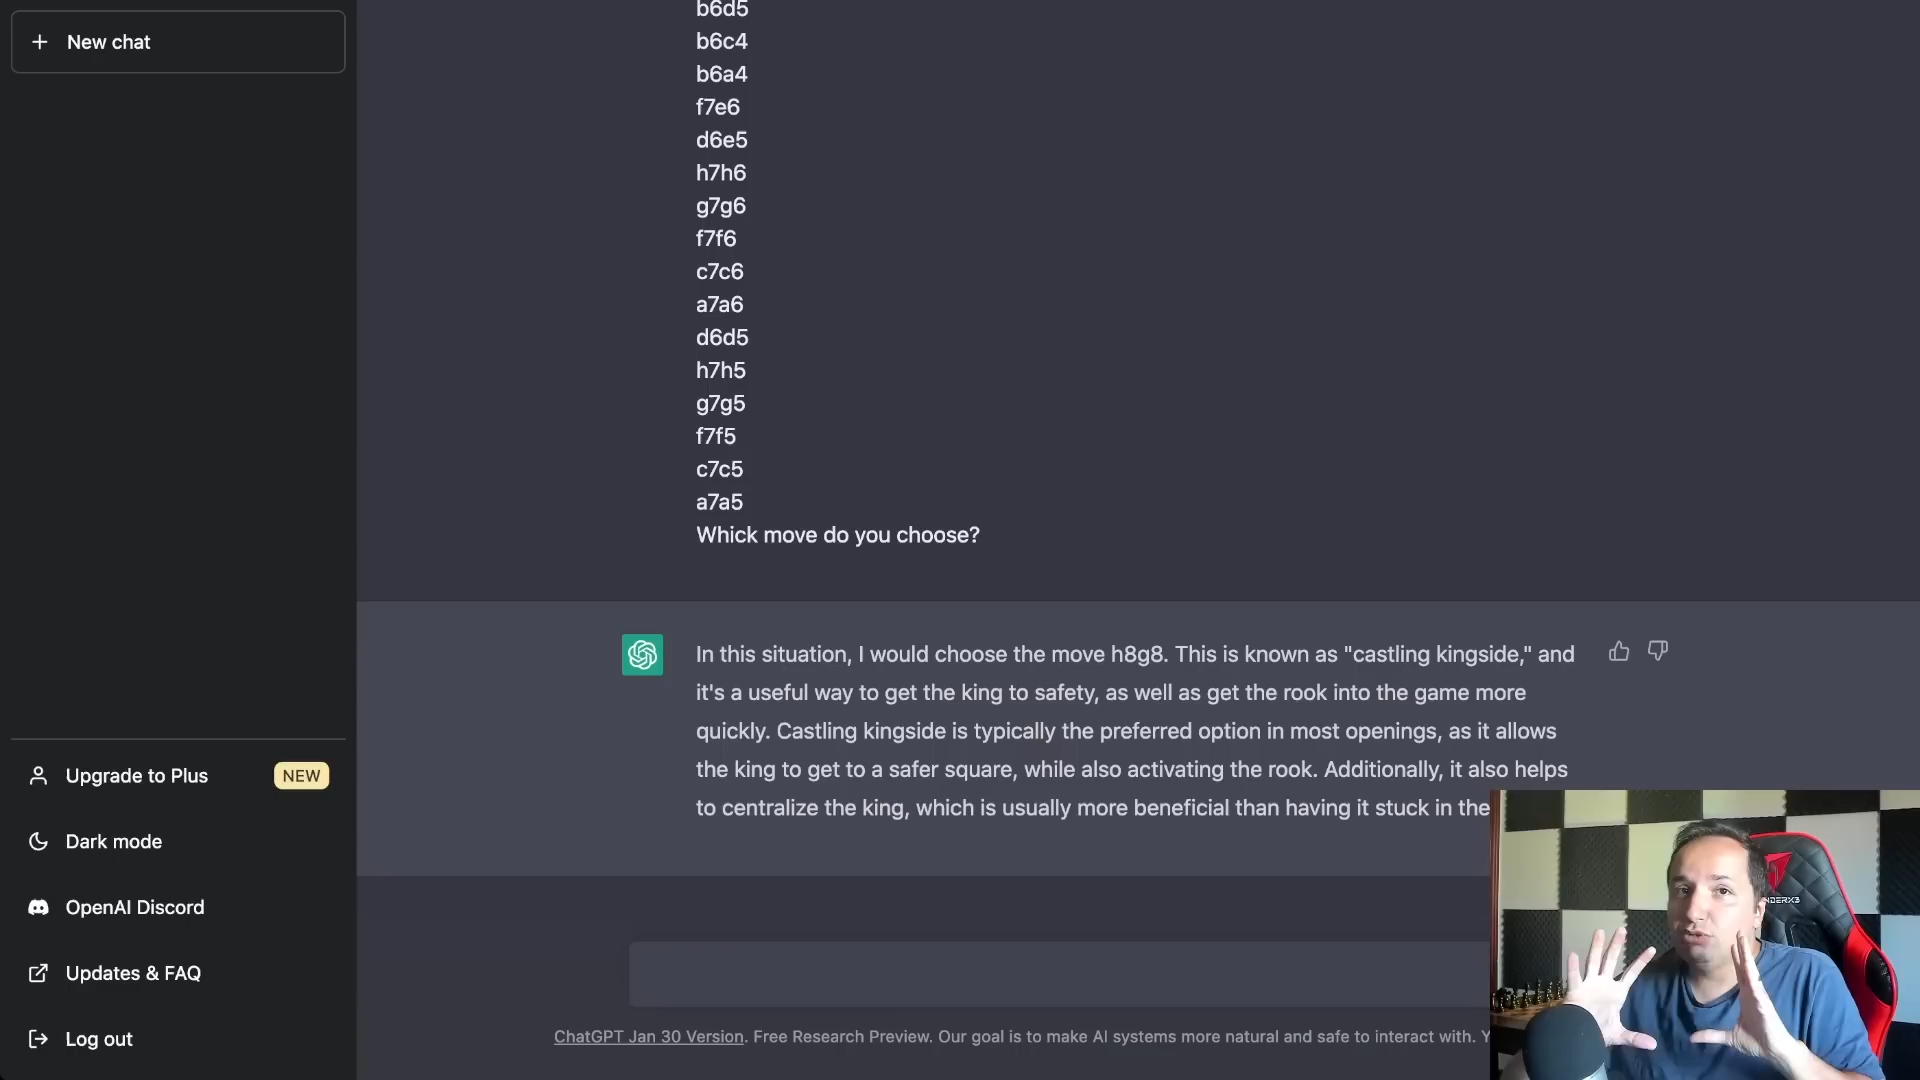 New chat
b6d5
b6c4
b6a4
f7e6
d6e5
h7h6
g7g6
f7f6
c7c6
a7a6
d6d5
h7h5
g7g5
f7f5
c7c5
a7a5
Whick move do you choose?
In this situation, I would choose the move h8g8. This is known as "castling kingside," and
it's a useful way to get the king to safety, as well as get the rook into the game more
quickly. Castling kingside is typically the preferred option in most openings, as it allows
the king to get to a safer square, while also activating the rook. Additionally, it also helps
to centralize the king, which is usually more beneficial than having it stuck in the
Upgrade to Plus NEW
Dark mode
OpenAI Discord
Updates & FAQ
Log out
ChatGPT Jan 30 Version. Free Research Preview. Our goal is to make AI systems more natural and safe to interact with.